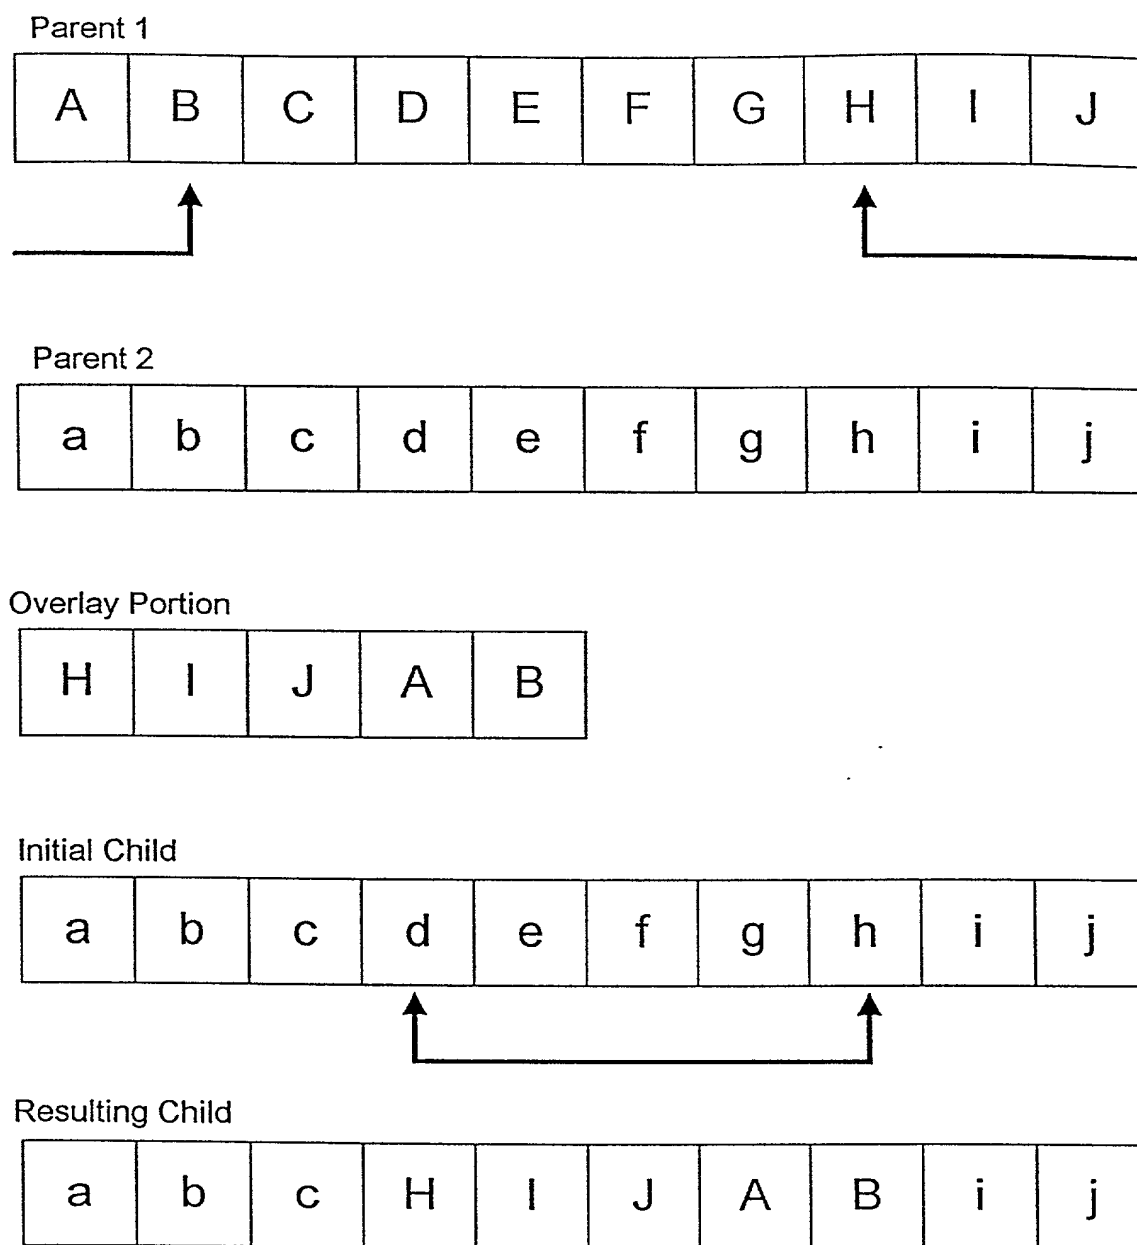 Parent 1
A B C D E F G H I J
Parent 2
a b c d e f g h i j
Overlay Portion
H I J A B
Initial Child
a b c d e f g h i j
Resulting Child
a b c H I J A B i j